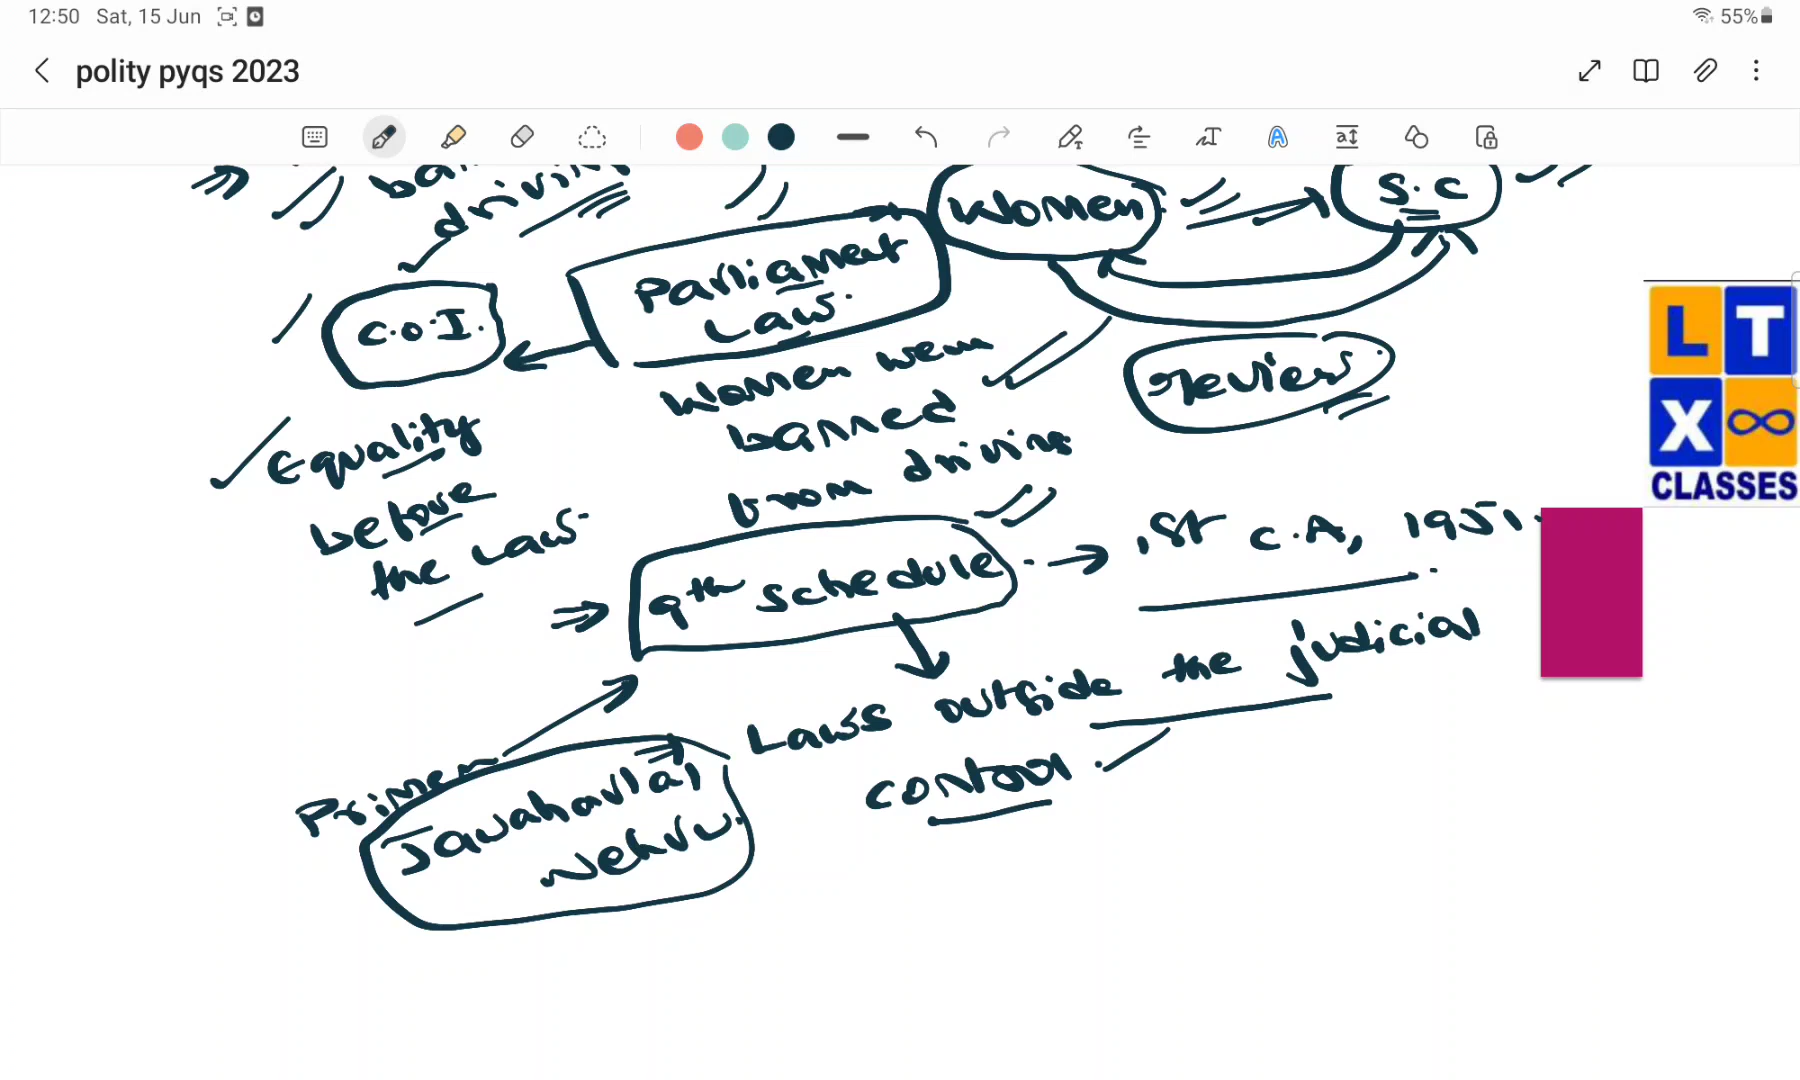 12:50 Sat, 15 Jun
55%
polity pyqs 2023
driving
Women
S.C
Parliament
Law.
C.O.I.
review
Women were
banned
from driving
Equality
before
the Law.
9th schedule
1st C.A, 1951.
Laws outside the judicial
control.
Prime
Jawaharlal
Nehru.
L T
X ∞
CLASSES